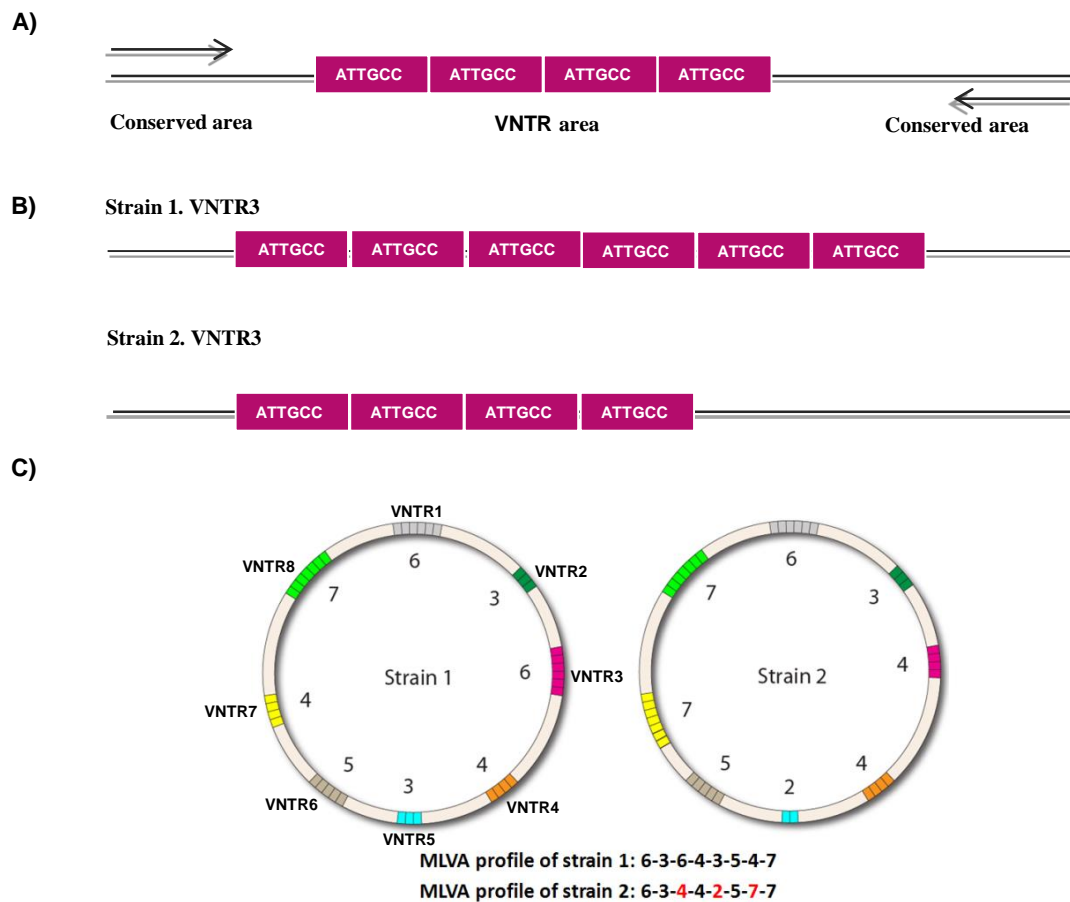 A)
ATTGCC ATTGCC ATTGCC ATTGCC
Conserved area VNTR area Conserved area
B)
Strain 1. VNTR3
ATTGCC ATTGCC ATTGCC ATTGCC ATTGCC ATTGCC
Strain 2. VNTR3
ATTGCC ATTGCC ATTGCC ATTGCC
C)
VNTR1
6
VNTR2
3
VNTR3
6
VNTR4
4
VNTR5
3
VNTR6
5
VNTR7
4
VNTR8
7
Strain 1
6
3
4
4
2
5
7
7
Strain 2
MLVA profile of strain 1: 6-3-6-4-3-5-4-7
MLVA profile of strain 2: 6-3-4-4-2-5-7-7